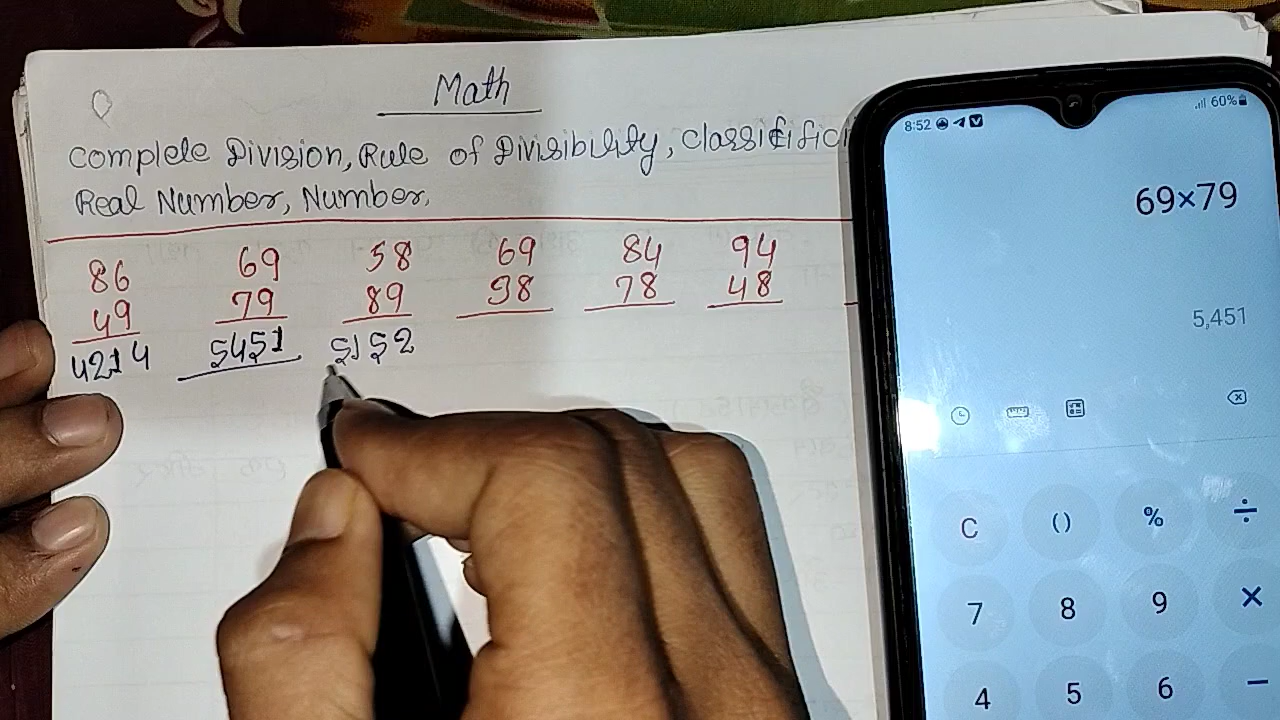 Math
Complete Division, Rule of Divisibility,
Real Number, Number,
86 69 58 69 84 94
49 79 89 98 78 48
4214 5451 5152
8:52 60%
69×79
5,451
C () % ÷
7 8 9 ×
4 5 6 −